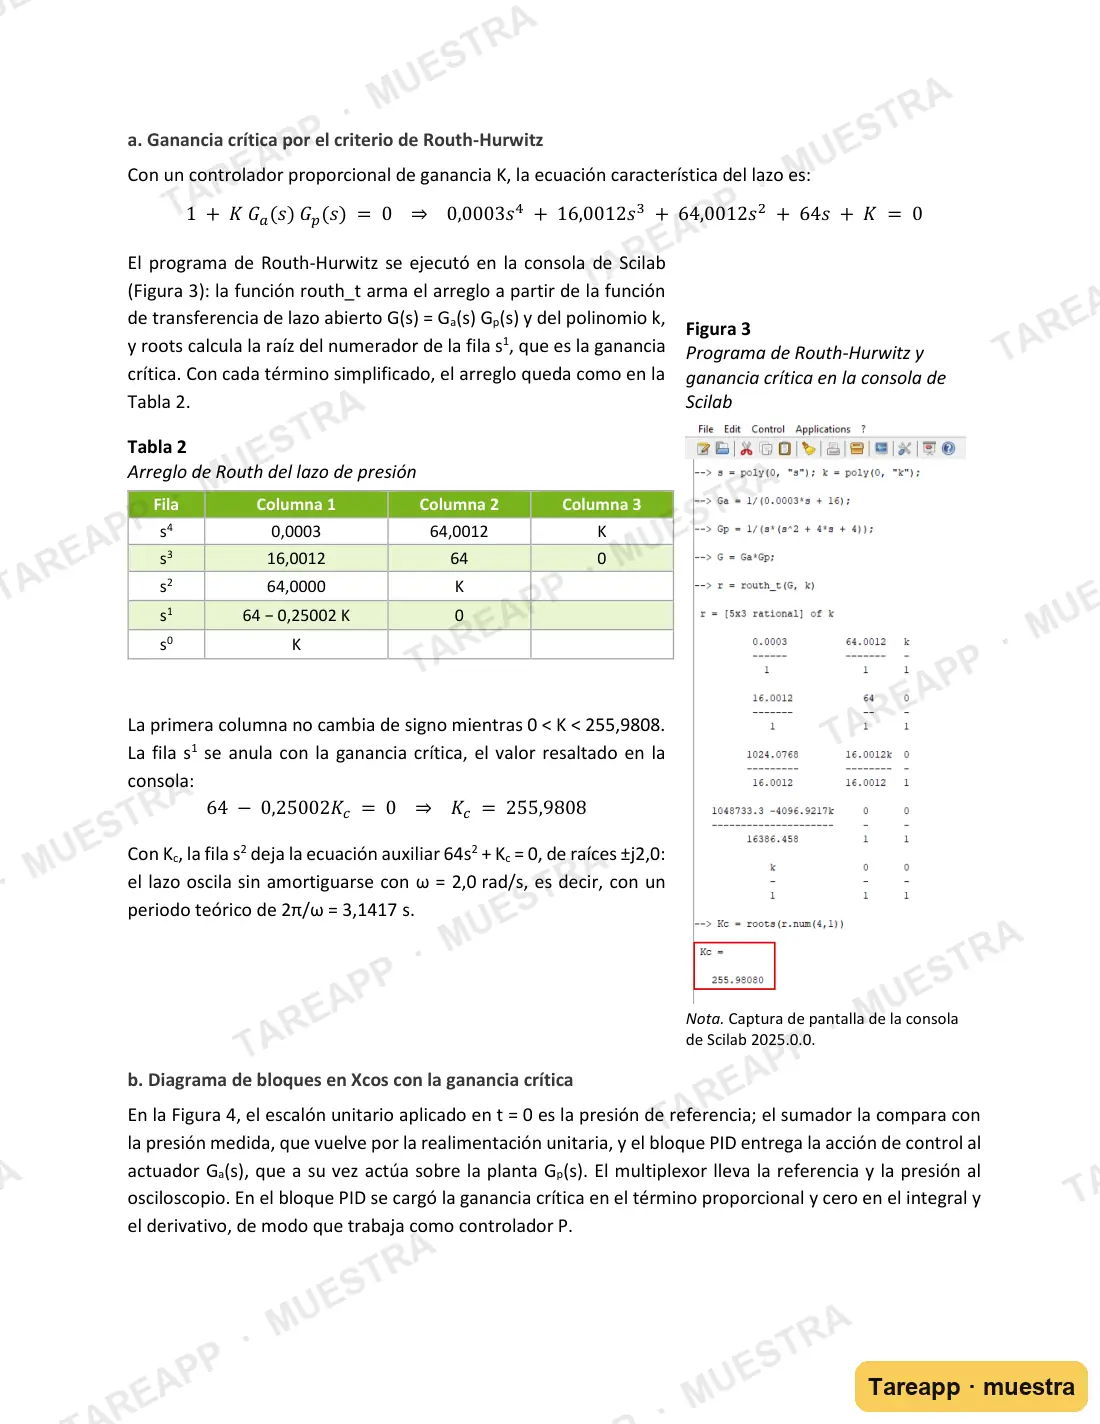 a. Ganancia crítica por el criterio de Routh-Hurwitz
Con un controlador proporcional de ganancia K, la ecuación característica del lazo es:
1 + K Gₐ(s) Gₚ(s) = 0 ⇒ 0,0003s⁴ + 16,0012s³ + 64,0012s² + 64s + K = 0
El programa de Routh-Hurwitz se ejecutó en la consola de Scilab
(Figura 3): la función routh_t arma el arreglo a partir de la función
de transferencia de lazo abierto G(s) = Gₐ(s) Gₚ(s) y del polinomio k,
y roots calcula la raíz del numerador de la fila s¹, que es la ganancia
crítica. Con cada término simplificado, el arreglo queda como en la
Tabla 2.
Tabla 2
Arreglo de Routh del lazo de presión
Fila Columna 1 Columna 2 Columna 3
s⁴ 0,0003 64,0012 K
s³ 16,0012 64 0
s² 64,0000 K
s¹ 64 − 0,25002 K 0
s⁰ K
La primera columna no cambia de signo mientras 0 < K < 255,9808.
La fila s¹ se anula con la ganancia crítica, el valor resaltado en la
consola:
64 − 0,25002K꜀ = 0 ⇒ K꜀ = 255,9808
Con K꜀, la fila s² deja la ecuación auxiliar 64s² + K꜀ = 0, de raíces ±j2,0:
el lazo oscila sin amortiguarse con ω = 2,0 rad/s, es decir, con un
periodo teórico de 2π/ω = 3,1417 s.
Figura 3
Programa de Routh-Hurwitz y
ganancia crítica en la consola de
Scilab
File Edit Control Applications ?
--> s = poly(0, "s"); k = poly(0, "k");
--> Ga = 1/(0.0003*s + 16);
--> Gp = 1/(s*(s^2 + 4*s + 4));
--> G = Ga*Gp;
--> r = routh_t(G, k)
r = [5x3 rational] of k
0.0003 64.0012 k
------ ------- -
1 1 1
16.0012 64 0
------- -- -
1 1 1
1024.0768 16.0012k 0
--------- -------- -
16.0012 16.0012 1
1048733.3 -4096.9217k 0 0
--------------------- - -
16386.458 1 1
k 0 0
- - -
1 1 1
--> Kc = roots(r.num(4,1))
Kc =
255.98080
Nota. Captura de pantalla de la consola
de Scilab 2025.0.0.
b. Diagrama de bloques en Xcos con la ganancia crítica
En la Figura 4, el escalón unitario aplicado en t = 0 es la presión de referencia; el sumador la compara con
la presión medida, que vuelve por la realimentación unitaria, y el bloque PID entrega la acción de control al
actuador Gₐ(s), que a su vez actúa sobre la planta Gₚ(s). El multiplexor lleva la referencia y la presión al
osciloscopio. En el bloque PID se cargó la ganancia crítica en el término proporcional y cero en el integral y
el derivativo, de modo que trabaja como controlador P.
TAREAPP · MUESTRA
Tareapp · muestra